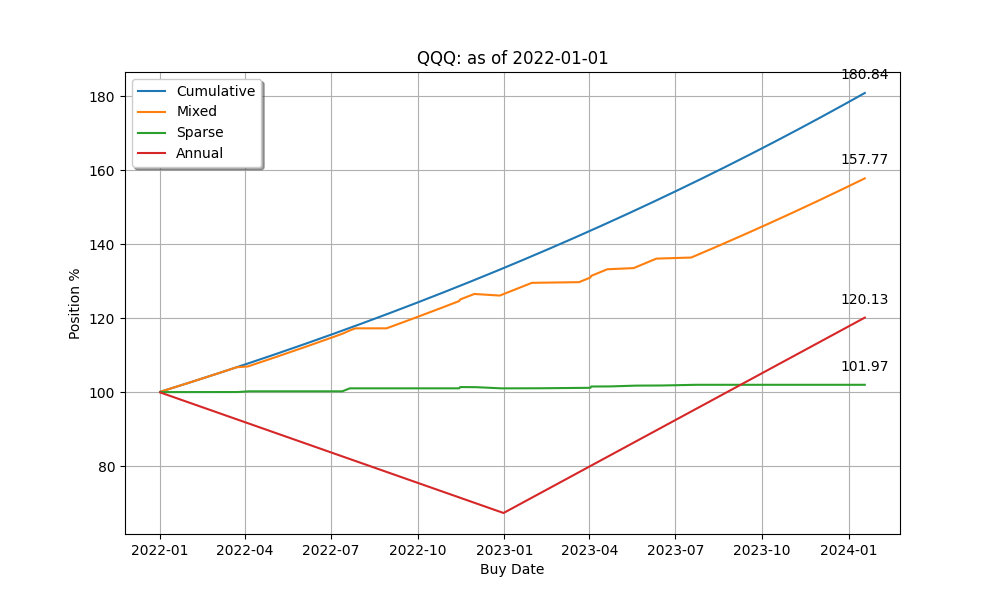 QQQ: as of 2022-01-01
180.84
157.77
120.13
101.97
Cumulative
Mixed
Sparse
Annual
Position %
180
160
140
120
100
80
2022-01 2022-04 2022-07 2022-10 2023-01 2023-04 2023-07 2023-10 2024-01
Buy Date